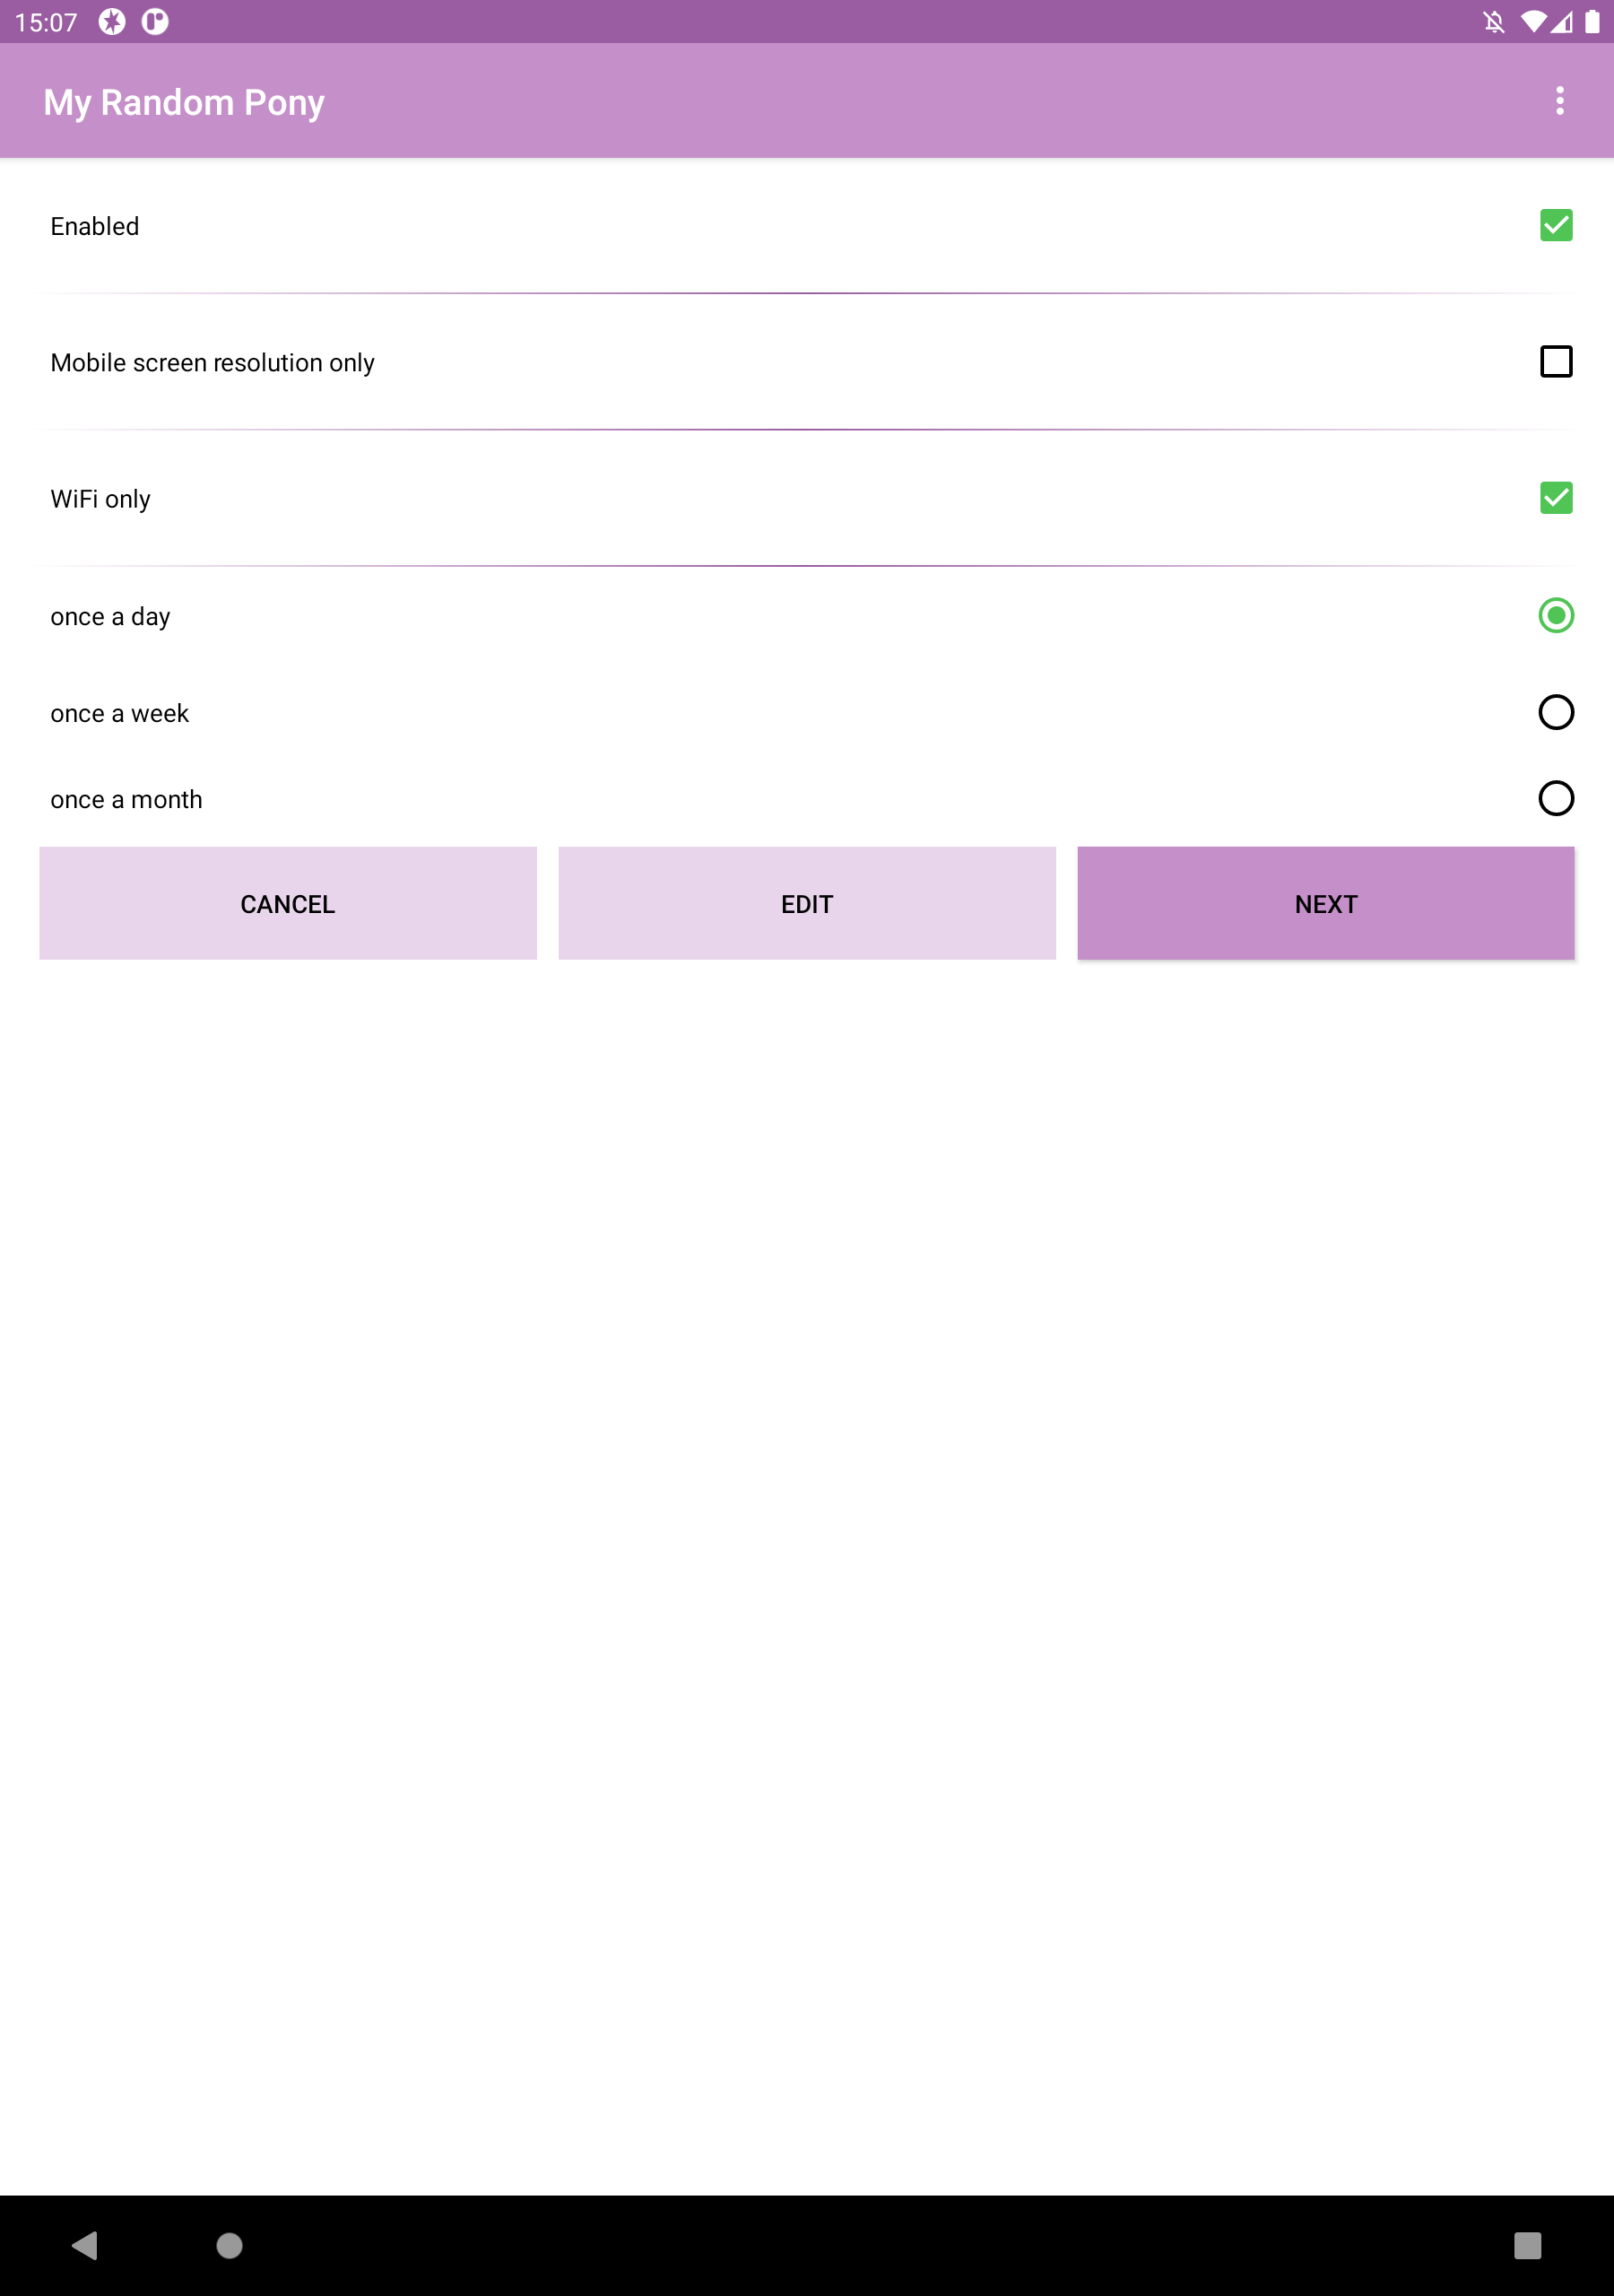 15:07
My Random Pony
Enabled
Mobile screen resolution only
WiFi only
once a day
once a week
once a month
CANCEL EDIT NEXT